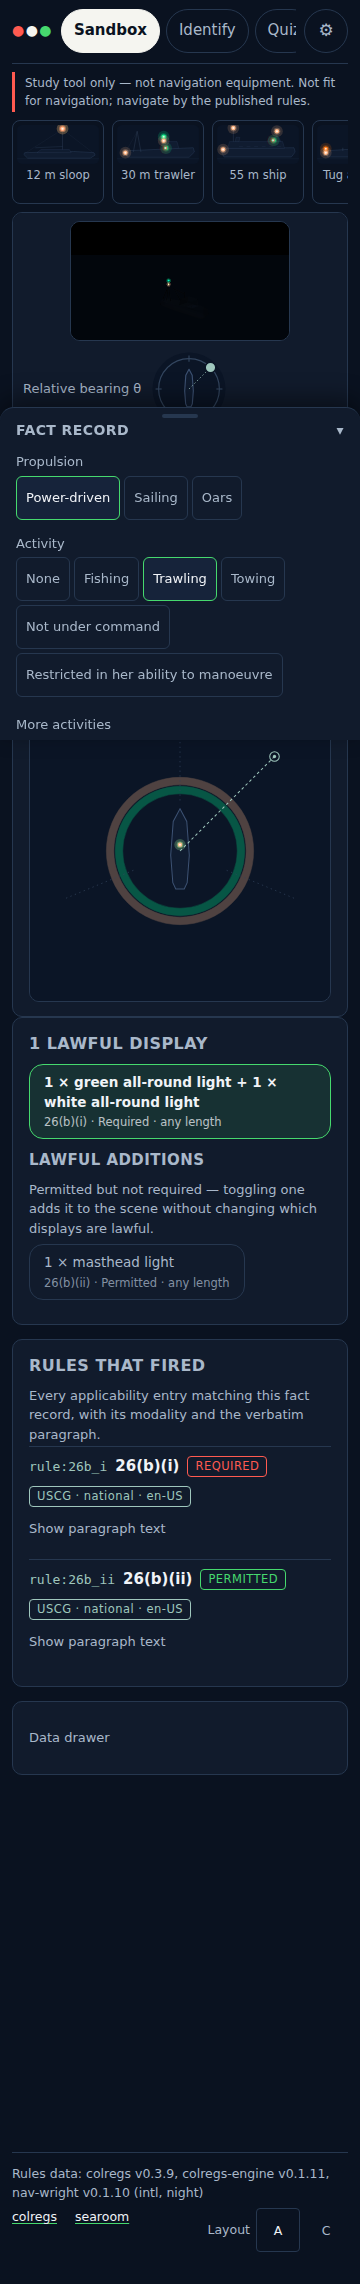 Sandbox Identify
Study tool only — not navigation equipment. Not fit
for navigation; navigate by the published rules.
12 m sloop 30 m trawler 55 m ship Tug
Relative bearing θ
FACT RECORD ▾
Propulsion
Power-driven Sailing Oars
Activity
None Fishing Trawling Towing
Not under command
Restricted in her ability to manoeuvre
More activities
1 LAWFUL DISPLAY
1 × green all-round light + 1 ×
white all-round light
26(b)(i) · Required · any length
LAWFUL ADDITIONS
Permitted but not required — toggling one
adds it to the scene without changing which
displays are lawful.
1 × masthead light
26(b)(ii) · Permitted · any length
RULES THAT FIRED
Every applicability entry matching this fact
record, with its modality and the verbatim
paragraph.
rule:26b_i 26(b)(i) REQUIRED
USCG · national · en-US
Show paragraph text
rule:26b_ii 26(b)(ii) PERMITTED
USCG · national · en-US
Show paragraph text
Data drawer
Rules data: colregs v0.3.9, colregs-engine v0.1.11,
nav-wright v0.1.10 (intl, night)
colregs searoom
Layout A C